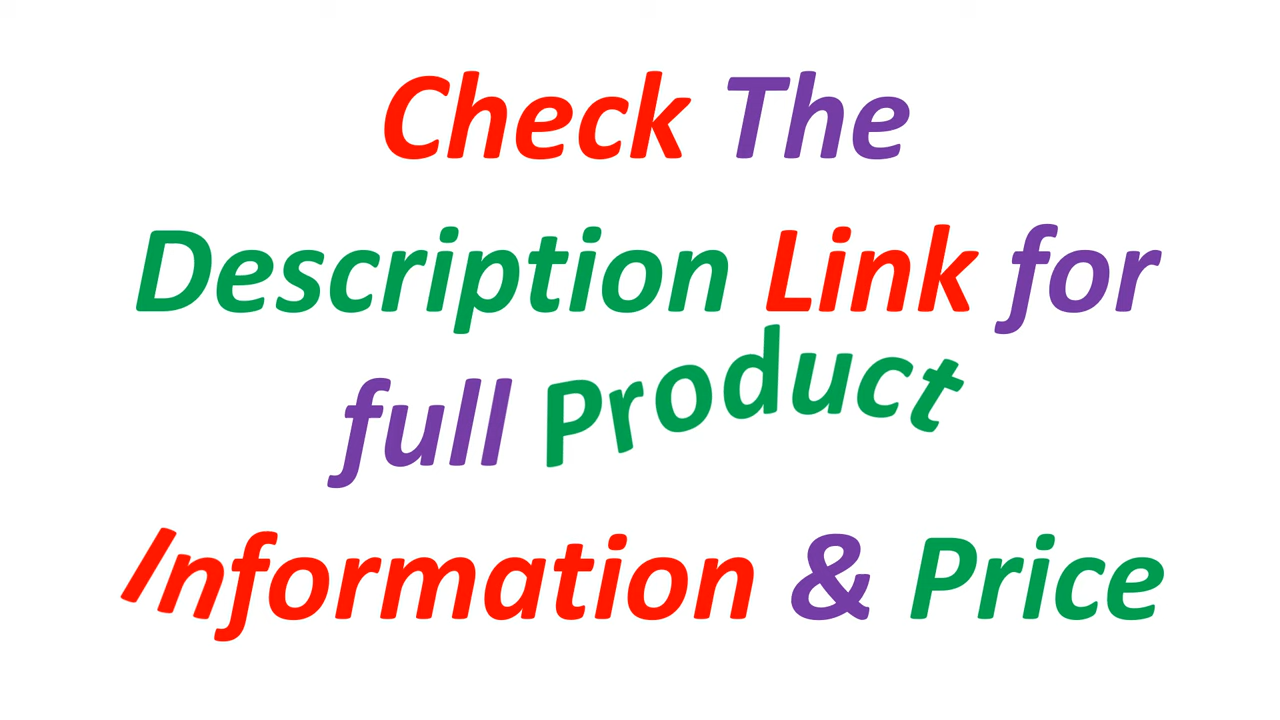 Check The
Description Link for
full Product
Information & Price